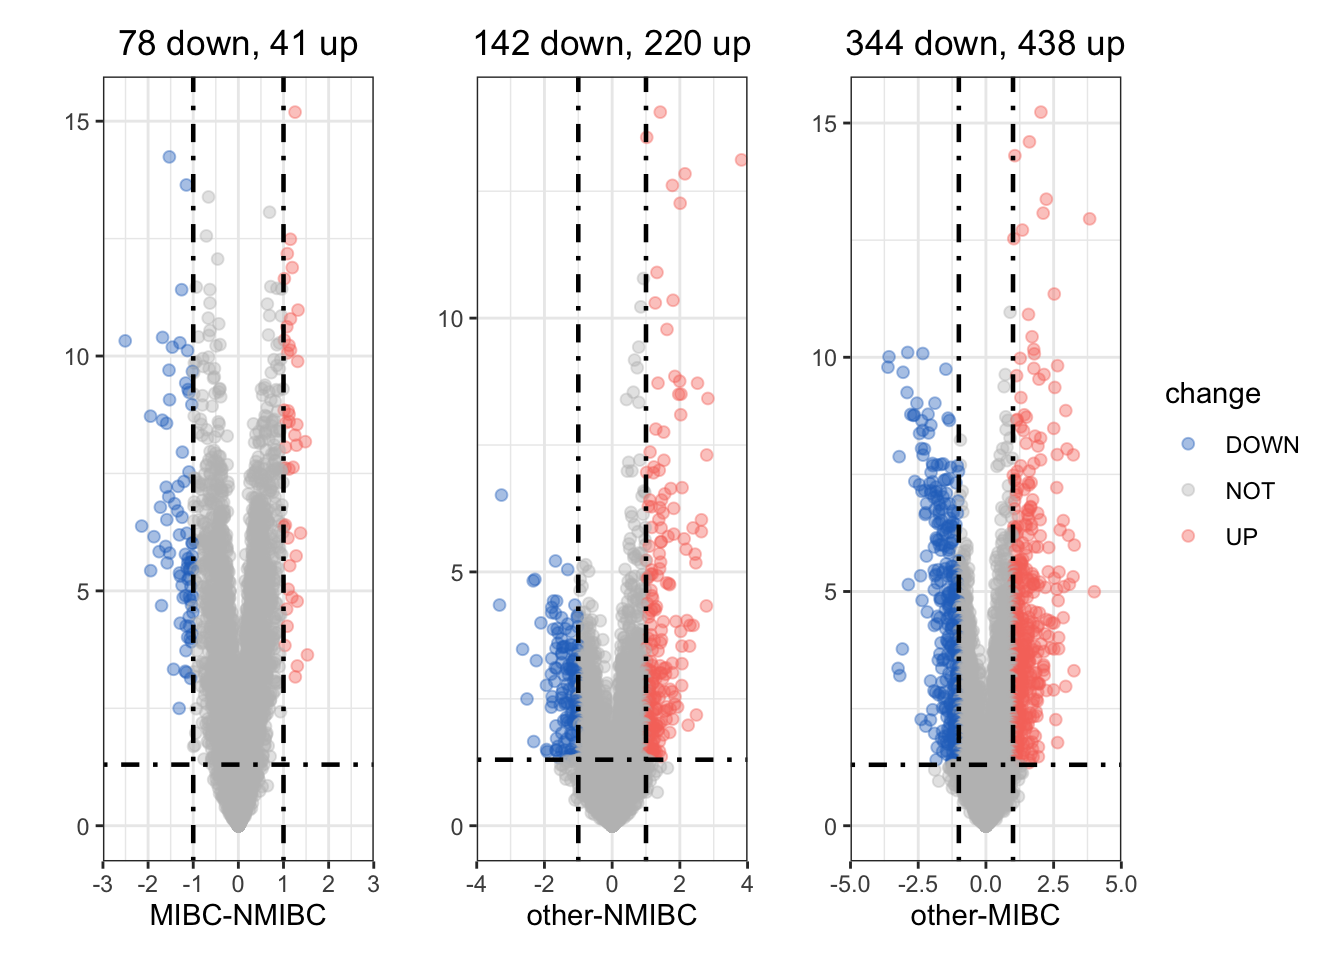 78 down, 41 up
142 down, 220 up
344 down, 438 up
15
10
5
0
-3 -2 -1 0 1 2 3
MIBC-NMIBC
10
5
0
-4 -2 0 2 4
other-NMIBC
15
10
5
0
-5.0 -2.5 0.0 2.5 5.0
other-MIBC
change
DOWN
NOT
UP